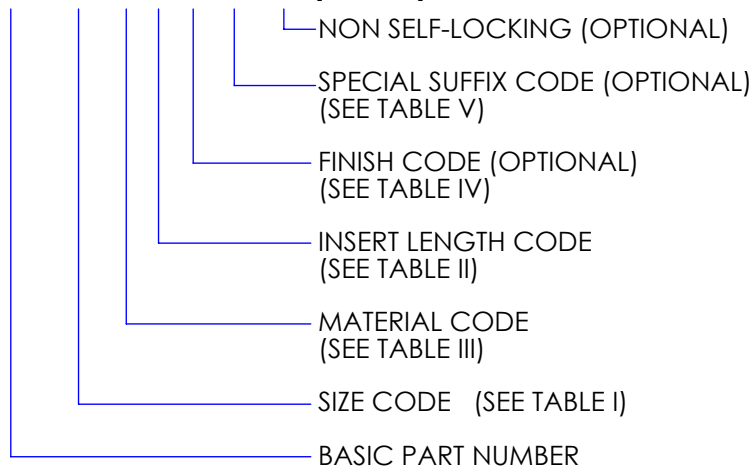 NON SELF-LOCKING (OPTIONAL)
SPECIAL SUFFIX CODE (OPTIONAL)
(SEE TABLE V)
FINISH CODE (OPTIONAL)
(SEE TABLE IV)
INSERT LENGTH CODE
(SEE TABLE II)
MATERIAL CODE
(SEE TABLE III)
SIZE CODE (SEE TABLE I)
BASIC PART NUMBER